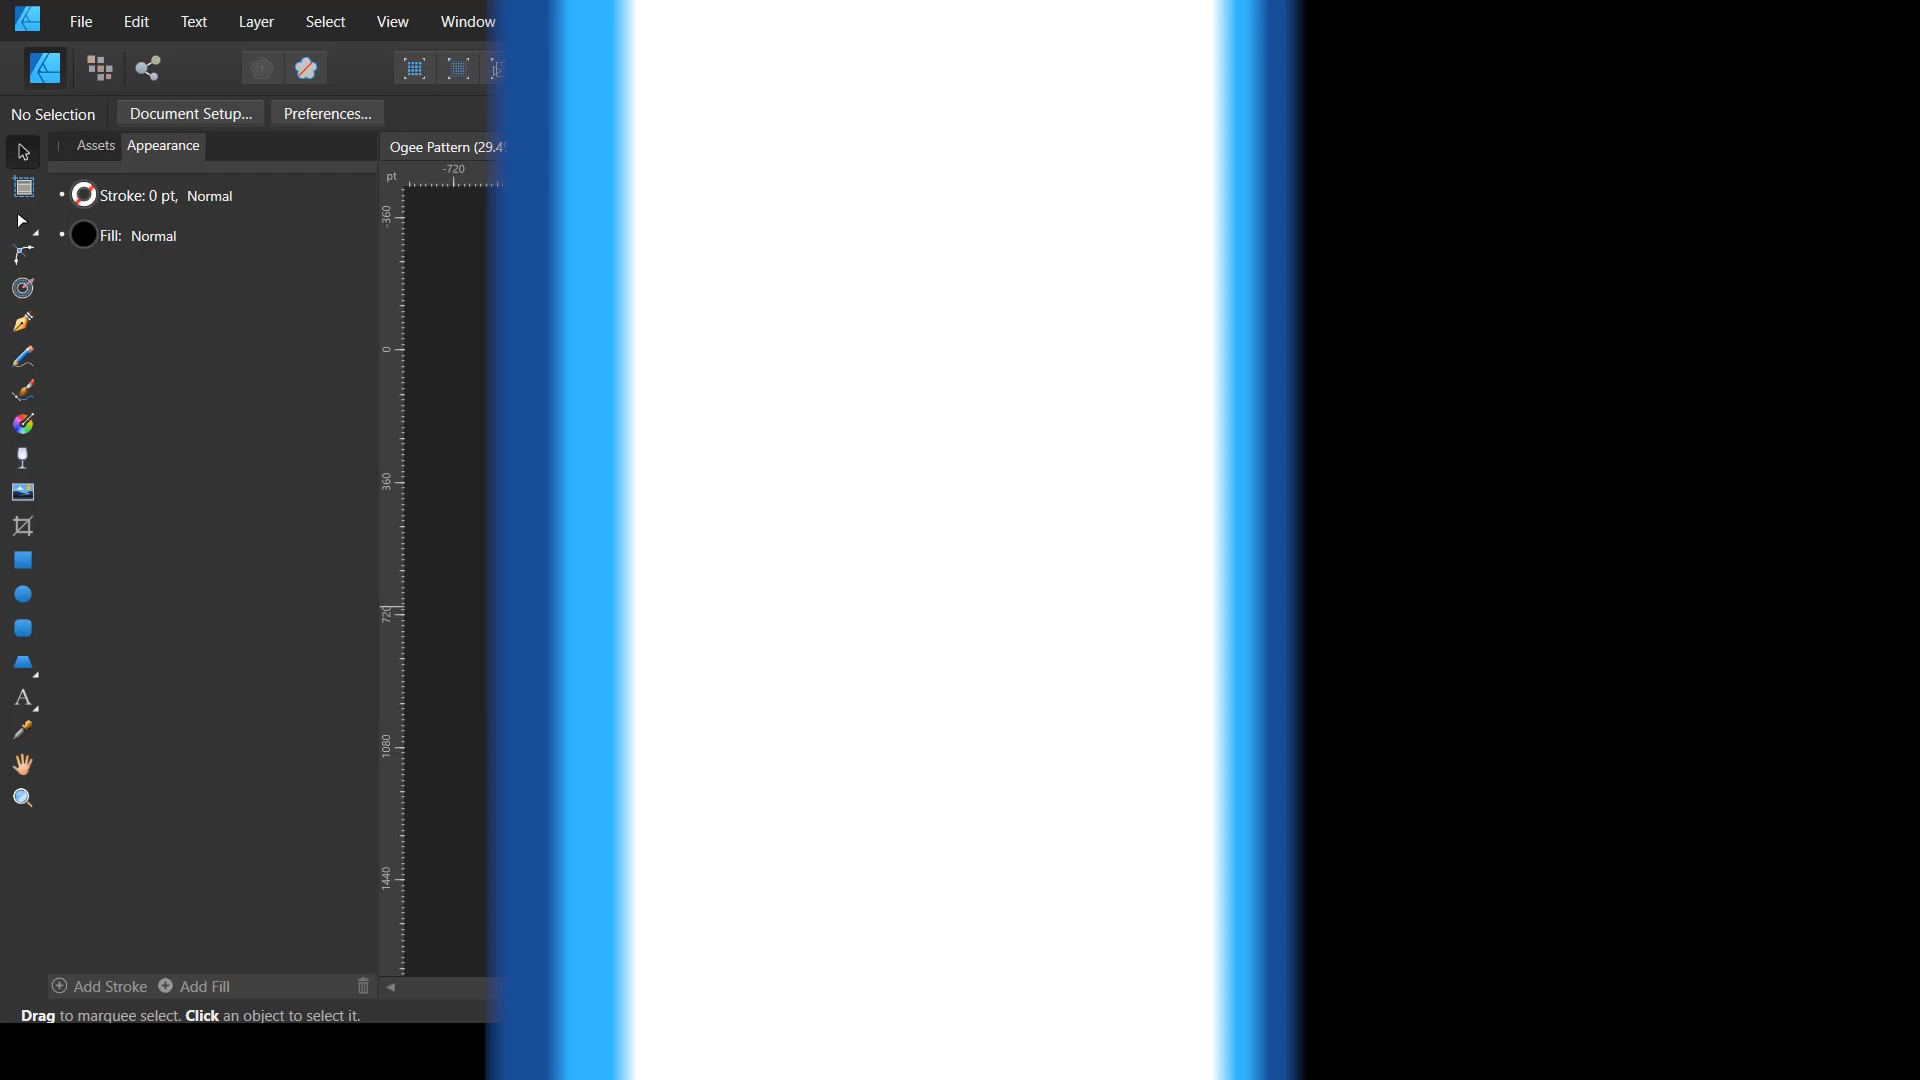 File Edit Text Layer Select View Window
No Selection Document Setup... Preferences...
Assets Appearance Ogee Pattern (29.4
pt -720
Stroke: 0 pt, Normal
-360
Fill: Normal
0
360
720
1080
1440
Add Stroke Add Fill
Drag to marquee select. Click an object to select it.